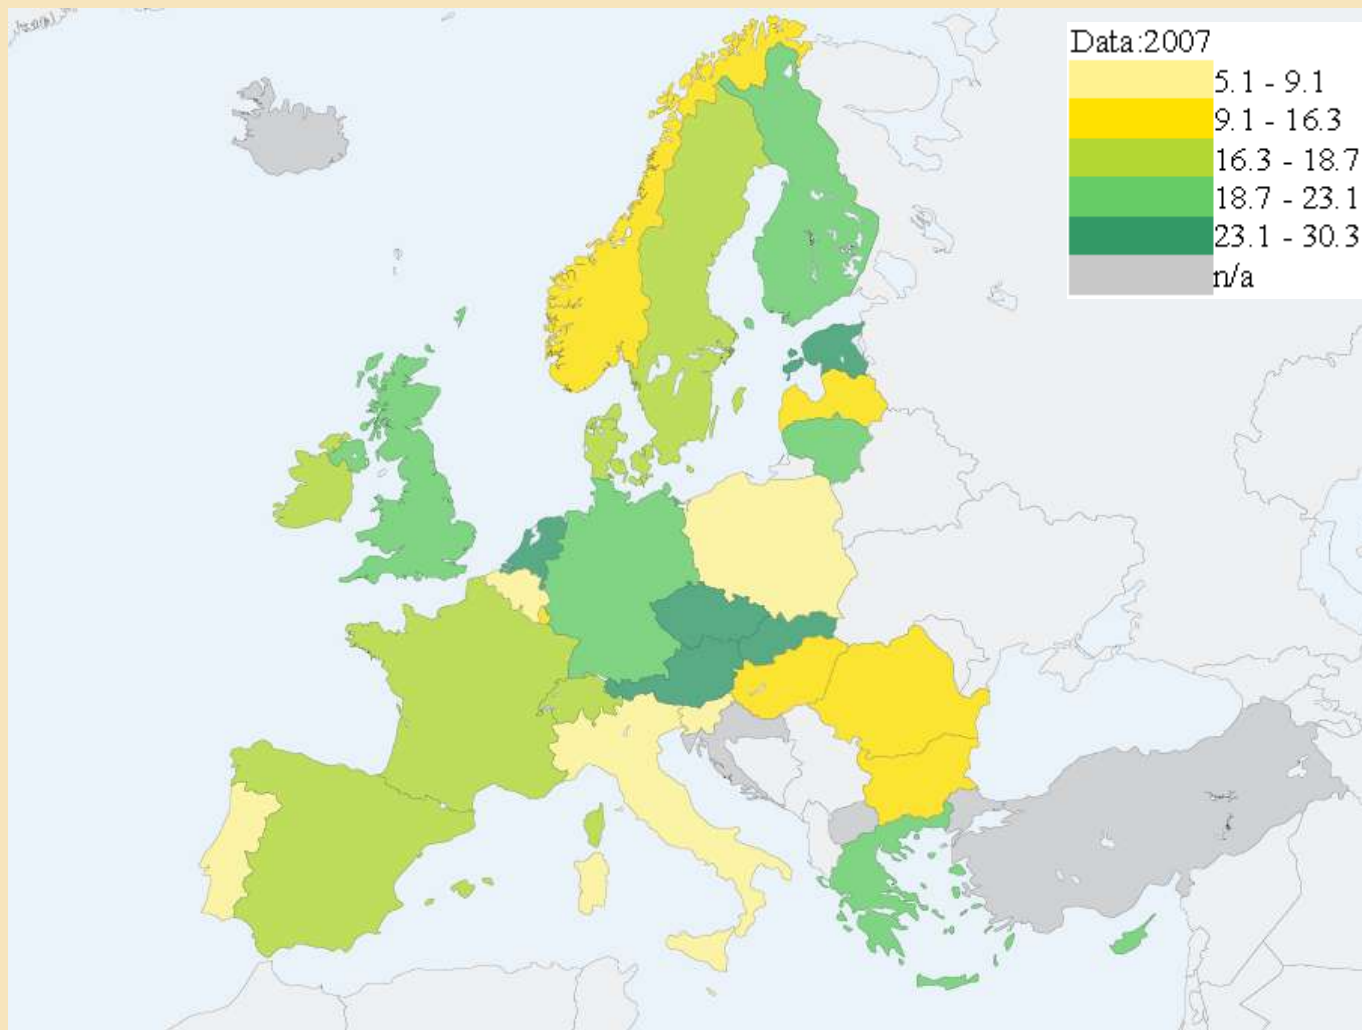 Data:2007
5.1 - 9.1
9.1 - 16.3
16.3 - 18.7
18.7 - 23.1
23.1 - 30.3
n/a